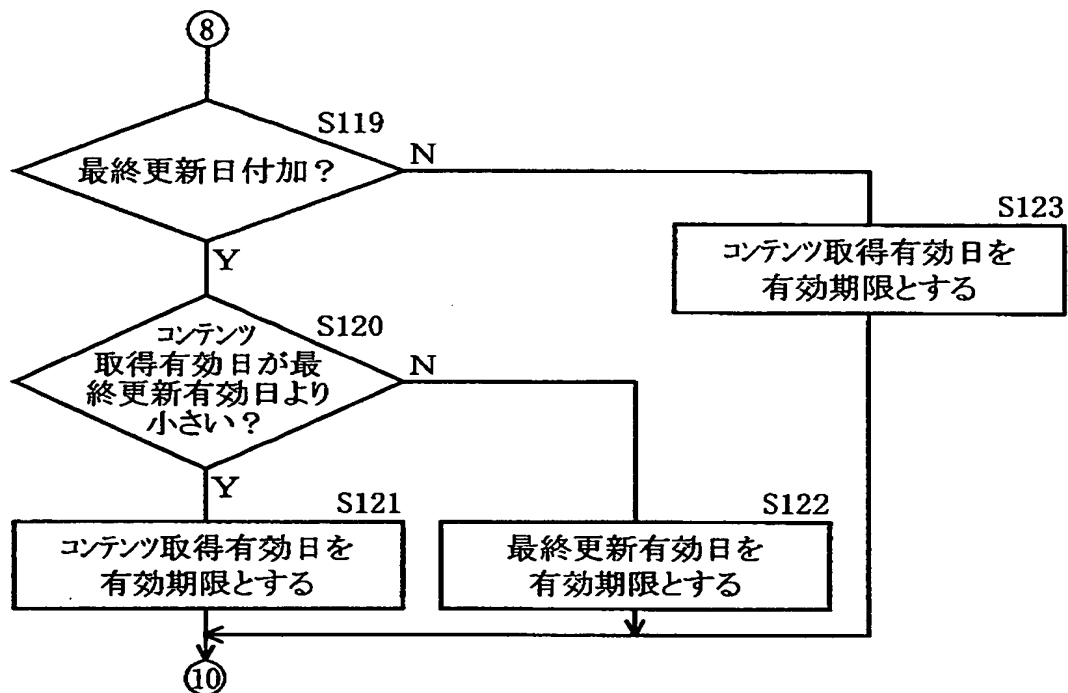 ⑧
S119
最終更新日付加？
N
Y
S123
コンテンツ取得有効日を
有効期限とする
S120
コンテンツ
取得有効日が最
終更新有効日より
小さい？
N
Y
S121
コンテンツ取得有効日を
有効期限とする
S122
最終更新有効日を
有効期限とする
⑩